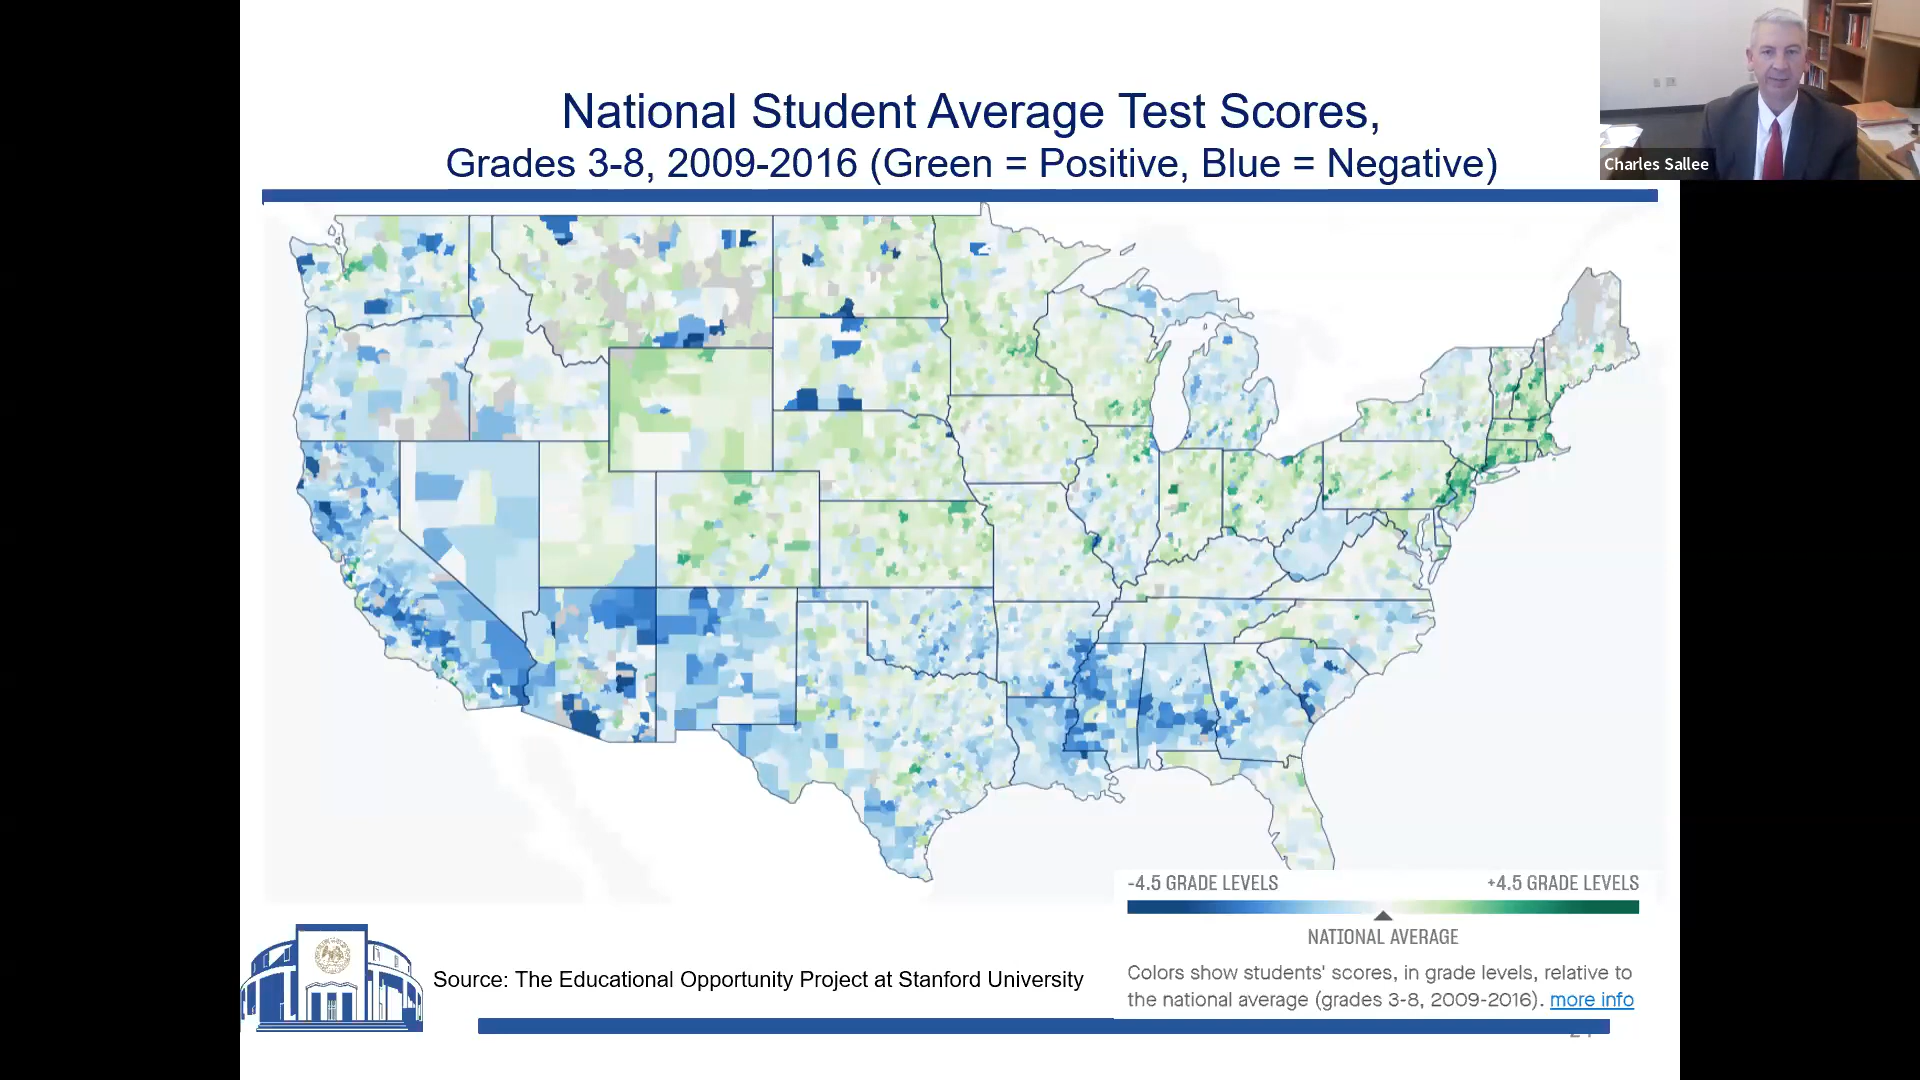 National Student Average Test Scores,
Grades 3-8, 2009-2016 (Green = Positive, Blue = Negative)
Charles Sallee
-4.5 GRADE LEVELS
+4.5 GRADE LEVELS
NATIONAL AVERAGE
Colors show students' scores, in grade levels, relative to
the national average (grades 3-8, 2009-2016). more info
Source: The Educational Opportunity Project at Stanford University